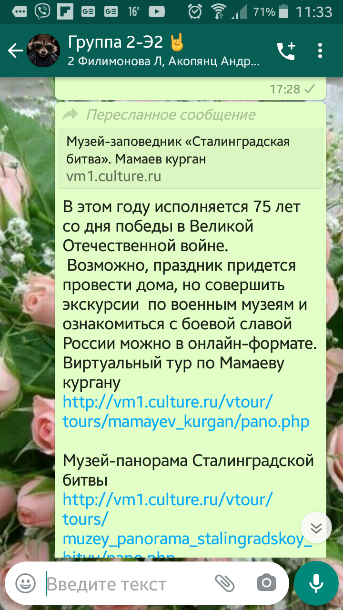 16°
71%
11:33
Группа 2-Э2
2 Филимонова Л, Акопянц Андр...
17:28
Пересланное сообщение
Музей-заповедник «Сталинградская
битва». Мамаев курган
vm1.culture.ru
В этом году исполняется 75 лет
со дня победы в Великой
Отечественной войне.
Возможно, праздник придется
провести дома, но совершить
экскурсии по военным музеям и
ознакомиться с боевой славой
России можно в онлайн-формате.
Виртуальный тур по Мамаеву
кургану
http://vm1.culture.ru/vtour/
tours/mamayev_kurgan/pano.php
Музей-панорама Сталинградской
битвы
http://vm1.culture.ru/vtour/
tours/
muzey_panorama_stalingradskoy_
bitvy/pano.php
Введите текст